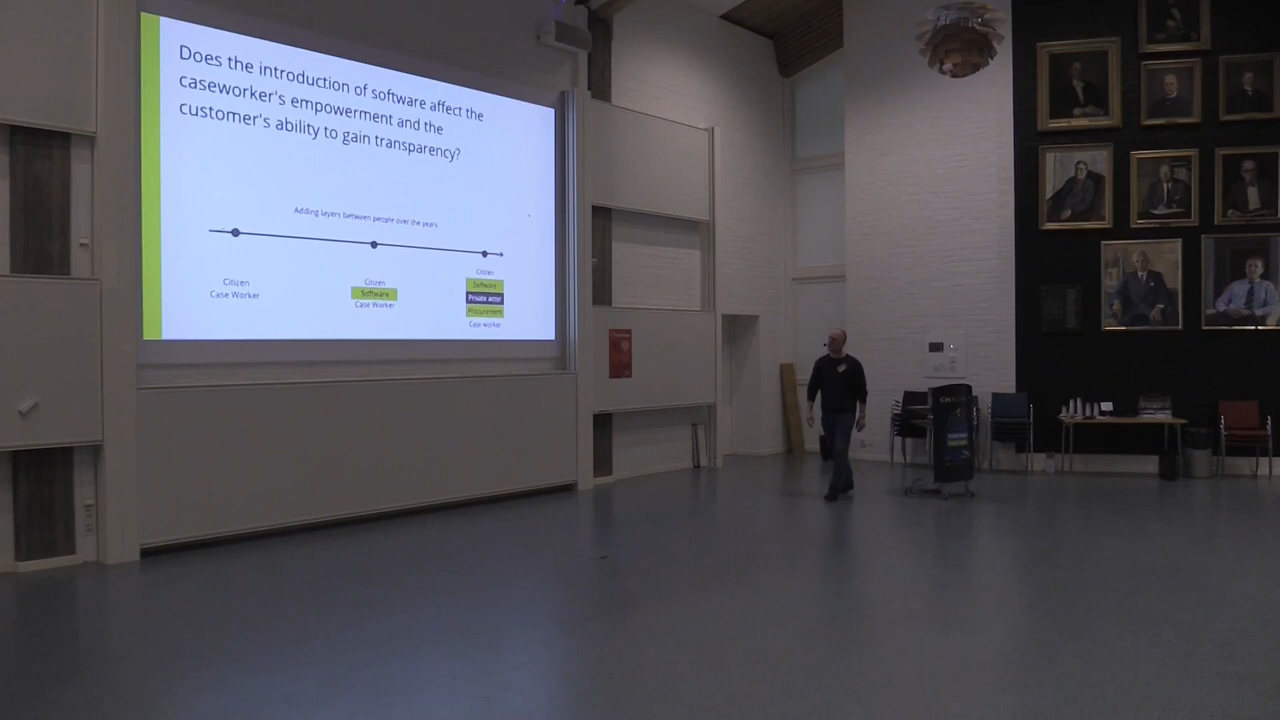 Does the introduction of software affect the
caseworker's empowerment and the
customer's ability to gain transparency?
Adding layers between people over the years
Citizen
Case Worker
Citizen
Software
Case Worker
Citizen
Software
Private actor
Procurement
Case worker